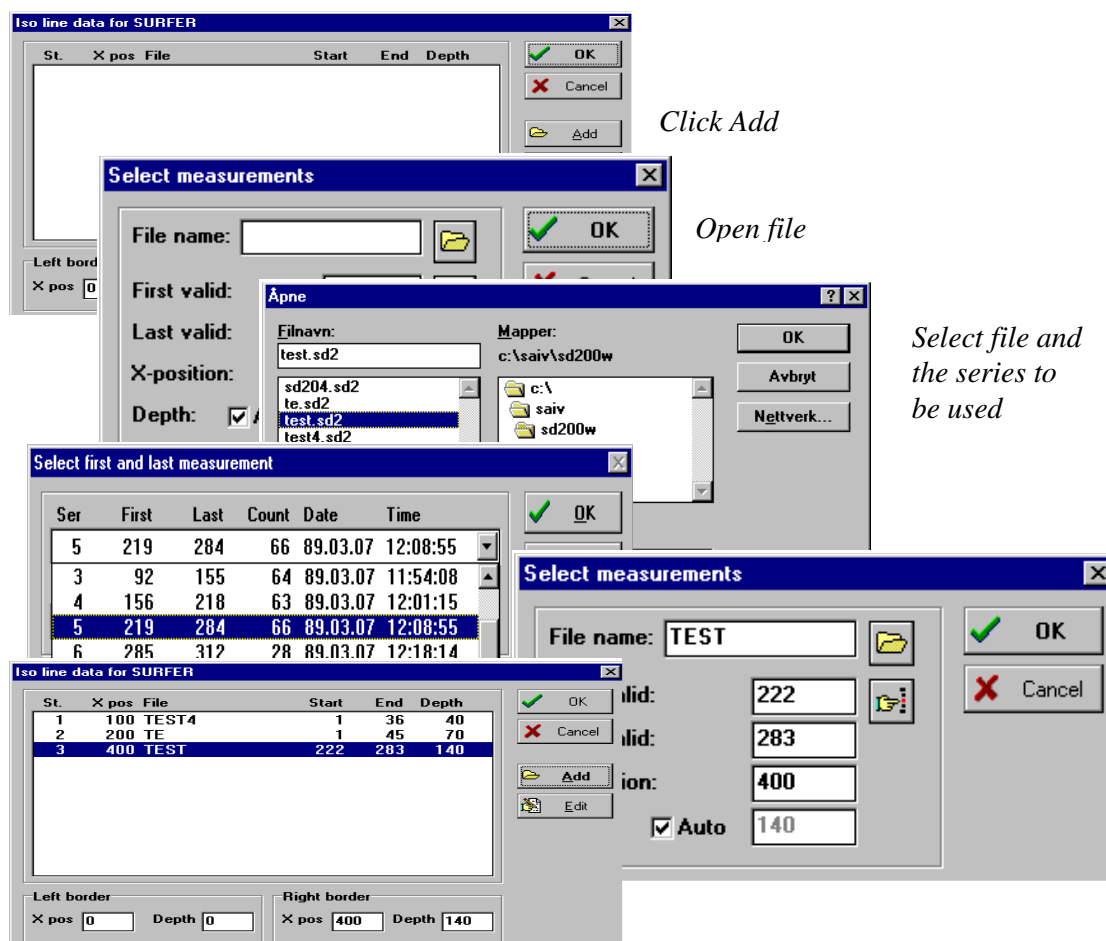 Iso line data for SURFER
St. X pos File Start End Depth
OK
Cancel
Add
Click Add
Left bord
X pos 0
Select measurements
File name:
OK
Open file
First valid:
Last valid:
X-position:
Depth:
Åpne
Filnavn:
Mapper:
test.sd2
c:\saiv\sd200w
sd204.sd2
te.sd2
test.sd2
test4.sd2
c:\
saiv
sd200w
OK
Avbryt
Nettverk...
Select file and
the series to
be used
Select first and last measurement
Ser First Last Count Date Time
5 219 284 66 89.03.07 12:08:55
3 92 155 64 89.03.07 11:54:08
4 156 218 63 89.03.07 12:01:15
5 219 284 66 89.03.07 12:08:55
6 285 312 28 89.03.07 12:18:14
OK
Select measurements
File name: TEST
lid: 222
lid: 283
ion: 400
Auto 140
OK
Cancel
Iso line data for SURFER
St. X pos File Start End Depth
1 100 TEST4 1 36 40
2 200 TE 1 45 70
3 400 TEST 222 283 140
OK
Cancel
Add
Edit
Left border
X pos 0 Depth 0
Right border
X pos 400 Depth 140